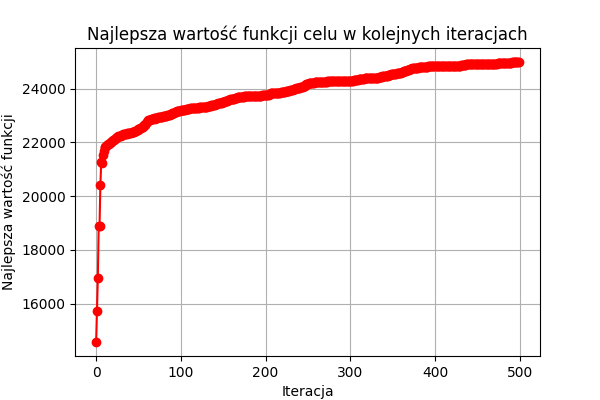 Najlepsza wartość funkcji celu w kolejnych iteracjach
Najlepsza wartość funkcji
24000
22000
20000
18000
16000
0 100 200 300 400 500
Iteracja